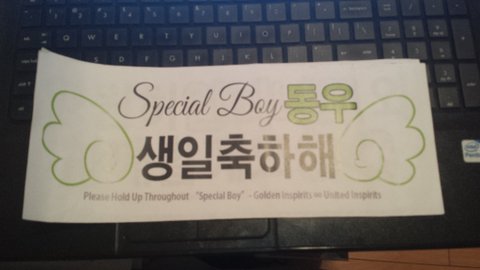 Special Boy 동우
생일축하해
Please Hold Up Throughout "Special Boy" - Golden Inspirits ∞ United Inspirits